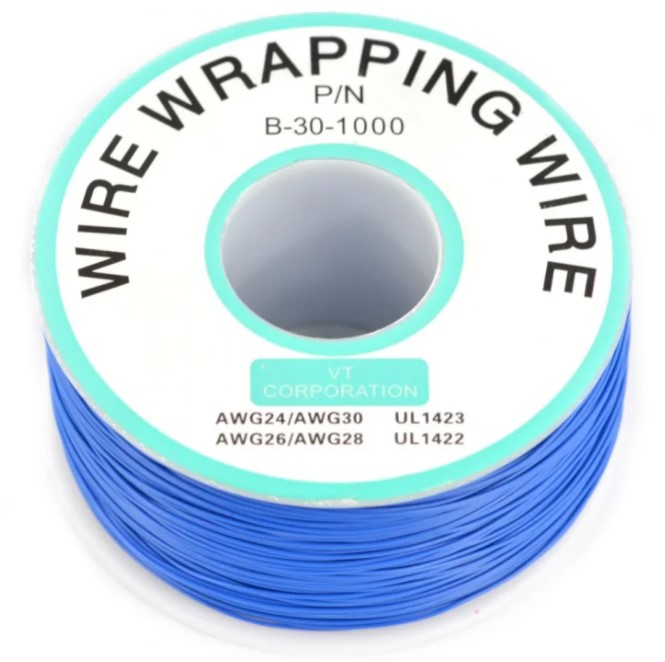 WIRE WRAPPING WIRE
P/N
B-30-1000
VT
CORPORATION
AWG24/AWG30 UL1423
AWG26/AWG28 UL1422